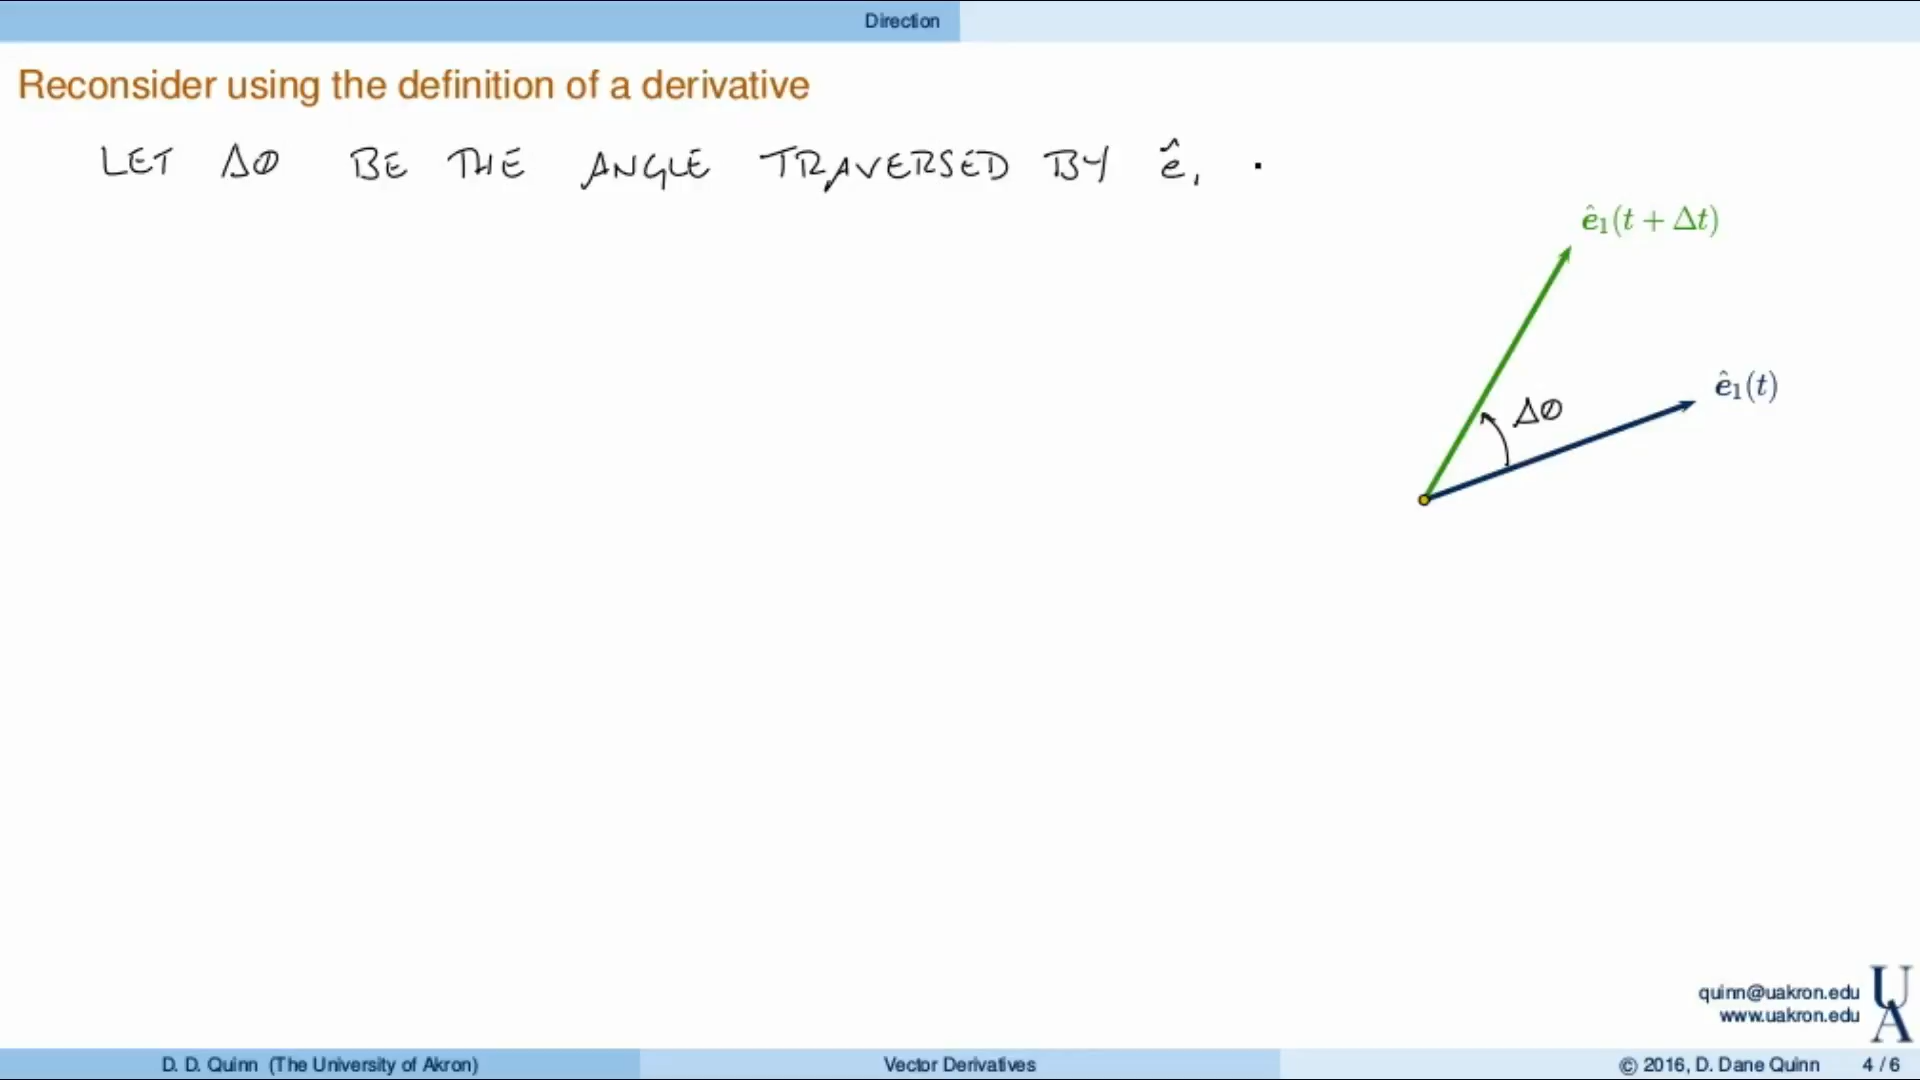 Direction
Reconsider using the definition of a derivative
LET ΔΘ BE THE ANGLE TRAVERSED BY ê₁ .
ê₁(t + Δt)
ê₁(t)
ΔΘ
quinn@uakron.edu
www.uakron.edu
UA
D. D. Quinn (The University of Akron) Vector Derivatives © 2016, D. Dane Quinn 4 / 6